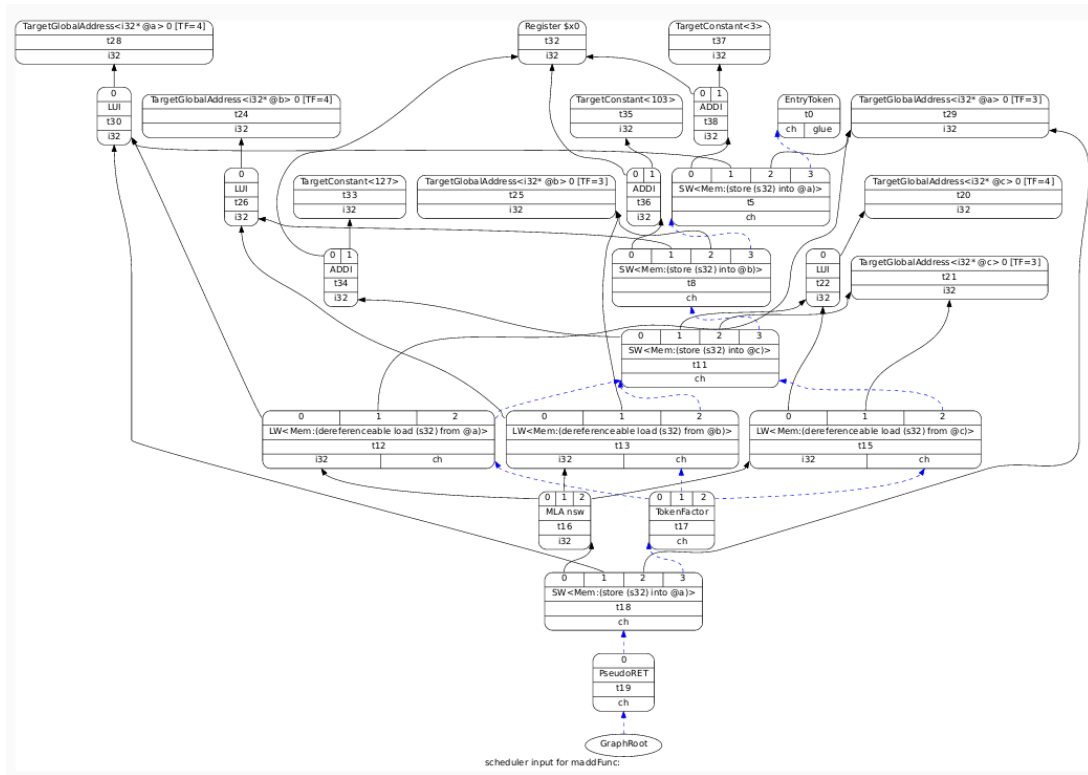 TargetGlobalAddress<i32* @a> 0 [TF=4]
t28
i32
Register $x0
t32
i32
TargetConstant<3>
t37
i32
0
LUI
t30
i32
TargetGlobalAddress<i32* @b> 0 [TF=4]
t24
i32
TargetConstant<103>
t35
i32
0 1
ADDI
t38
i32
EntryToken
t0
ch glue
TargetGlobalAddress<i32* @a> 0 [TF=3]
t29
i32
0
LUI
t26
i32
TargetConstant<127>
t33
i32
TargetGlobalAddress<i32* @b> 0 [TF=3]
t25
i32
0 1
ADDI
t36
i32
0 1 2 3
SW<Mem:(store (s32) into @a)>
t5
ch
TargetGlobalAddress<i32* @c> 0 [TF=4]
t20
i32
0 1
ADDI
t34
i32
0 1 2 3
SW<Mem:(store (s32) into @b)>
t8
ch
0
LUI
t22
i32
TargetGlobalAddress<i32* @c> 0 [TF=3]
t21
i32
0 1 2 3
SW<Mem:(store (s32) into @c)>
t11
ch
0 1 2
LW<Mem:(dereferenceable load (s32) from @a)>
t12
i32 ch
0 1 2
LW<Mem:(dereferenceable load (s32) from @b)>
t13
i32 ch
0 1 2
LW<Mem:(dereferenceable load (s32) from @c)>
t15
i32 ch
0 1 2
MLA nsw
t16
i32
0 1 2
TokenFactor
t17
ch
0 1 2 3
SW<Mem:(store (s32) into @a)>
t18
ch
0
PseudoRET
t19
ch
GraphRoot
scheduler input for maddFunc: